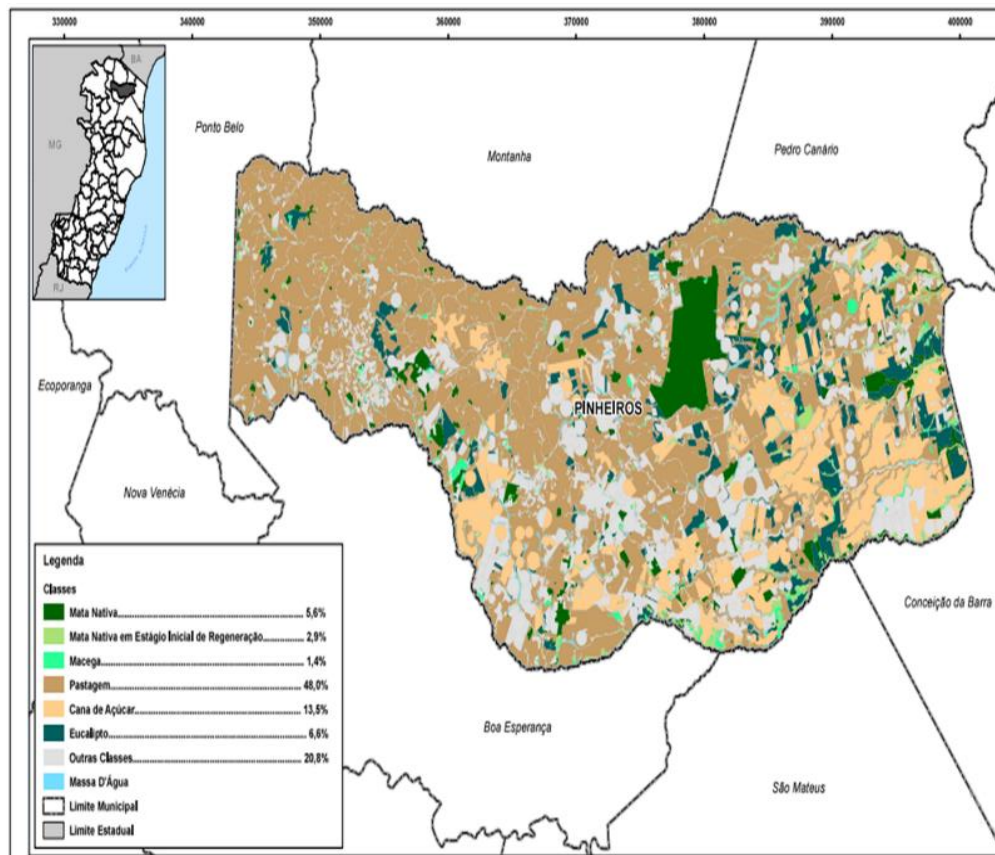 330000 340000 350000 360000 370000 380000 390000 400000
BA
MG
RJ
Ponto Belo
Montanha
Pedro Canário
Ecoporanga
PINHEIROS
Nova Venécia
Conceição da Barra
Boa Esperança
São Mateus
Legenda
Classes
Mata Nativa 5,6%
Mata Nativa em Estágio Inicial de Regeneração 2,9%
Macega 1,4%
Pastagem 48,0%
Cana de Açúcar 13,5%
Eucalipto 6,6%
Outras Classes 20,8%
Massa D'Água
Limite Municipal
Limite Estadual